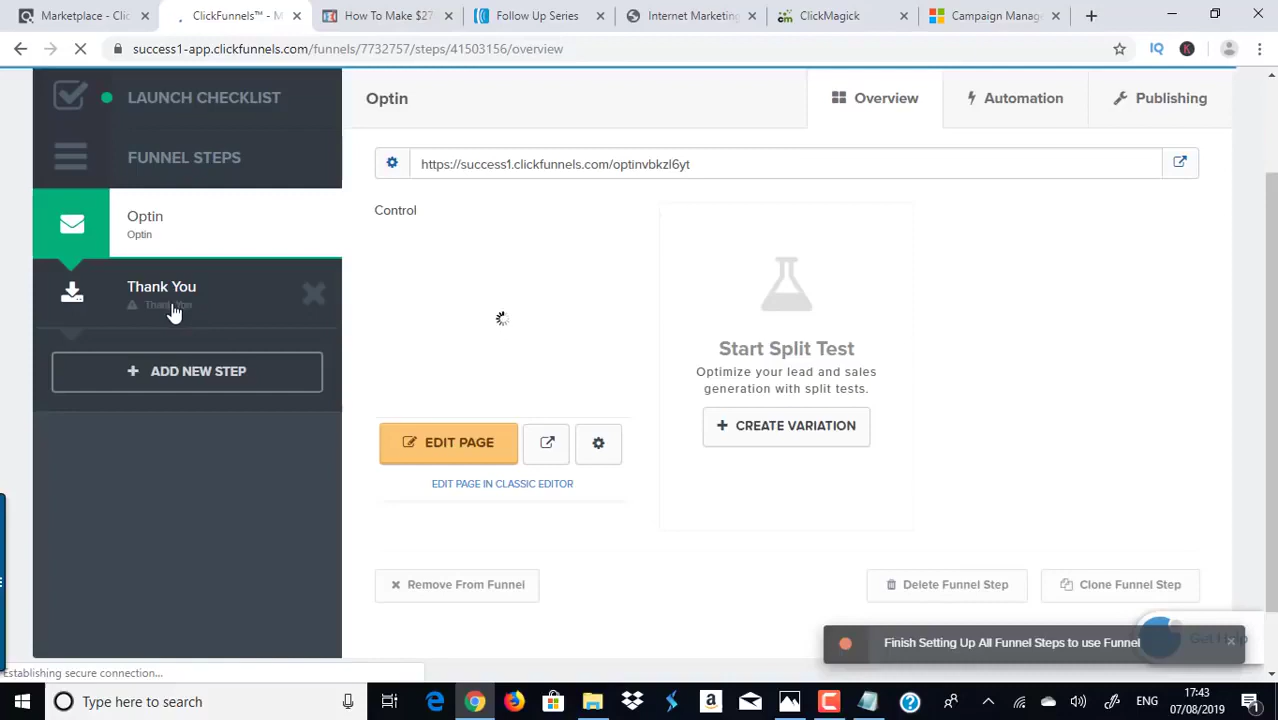 Marketplace - Click
ClickFunnels™ - M
How To Make $27
Follow Up Series
Internet Marketing
ClickMagick
Campaign Manag
success1-app.clickfunnels.com/funnels/7732757/steps/41503156/overview
LAUNCH CHECKLIST
FUNNEL STEPS
Optin
Optin
Thank You
Thank You
ADD NEW STEP
Optin
Overview
Automation
Publishing
https://success1.clickfunnels.com/optinvbkzl6yt
Control
Start Split Test
Optimize your lead and sales
generation with split tests.
CREATE VARIATION
EDIT PAGE
EDIT PAGE IN CLASSIC EDITOR
Remove From Funnel
Delete Funnel Step
Clone Funnel Step
Finish Setting Up All Funnel Steps to use Funnel
Get Help
Establishing secure connection...
Type here to search
ENG
17:43
07/08/2019